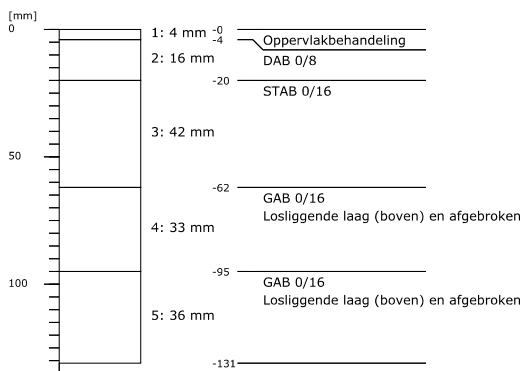 [mm]
0
1: 4 mm
-0
-4
Oppervlakbehandeling
2: 16 mm
DAB 0/8
-20
STAB 0/16
3: 42 mm
50
-62
GAB 0/16
Losliggende laag (boven) en afgebroken
4: 33 mm
-95
100
GAB 0/16
Losliggende laag (boven) en afgebroken
5: 36 mm
-131